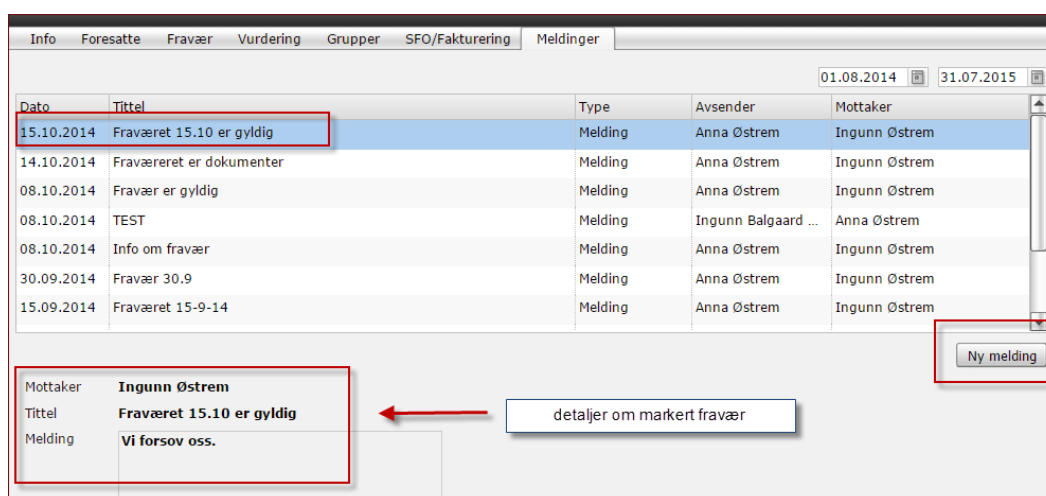 Info Foresatte Fravær Vurdering Grupper SFO/Fakturering Meldinger
01.08.2014 31.07.2015
Dato Tittel Type Avsender Mottaker
15.10.2014 Fraværet 15.10 er gyldig Melding Anna Østrem Ingunn Østrem
14.10.2014 Fraværeret er dokumenter Melding Anna Østrem Ingunn Østrem
08.10.2014 Fravær er gyldig Melding Anna Østrem Ingunn Østrem
08.10.2014 TEST Melding Ingunn Balgaard ... Anna Østrem
08.10.2014 Info om fravær Melding Anna Østrem Ingunn Østrem
30.09.2014 Fravær 30.9 Melding Anna Østrem Ingunn Østrem
15.09.2014 Fraværet 15-9-14 Melding Anna Østrem Ingunn Østrem
Ny melding
Mottaker Ingunn Østrem
Tittel Fraværet 15.10 er gyldig
detaljer om markert fravær
Melding Vi forsov oss.